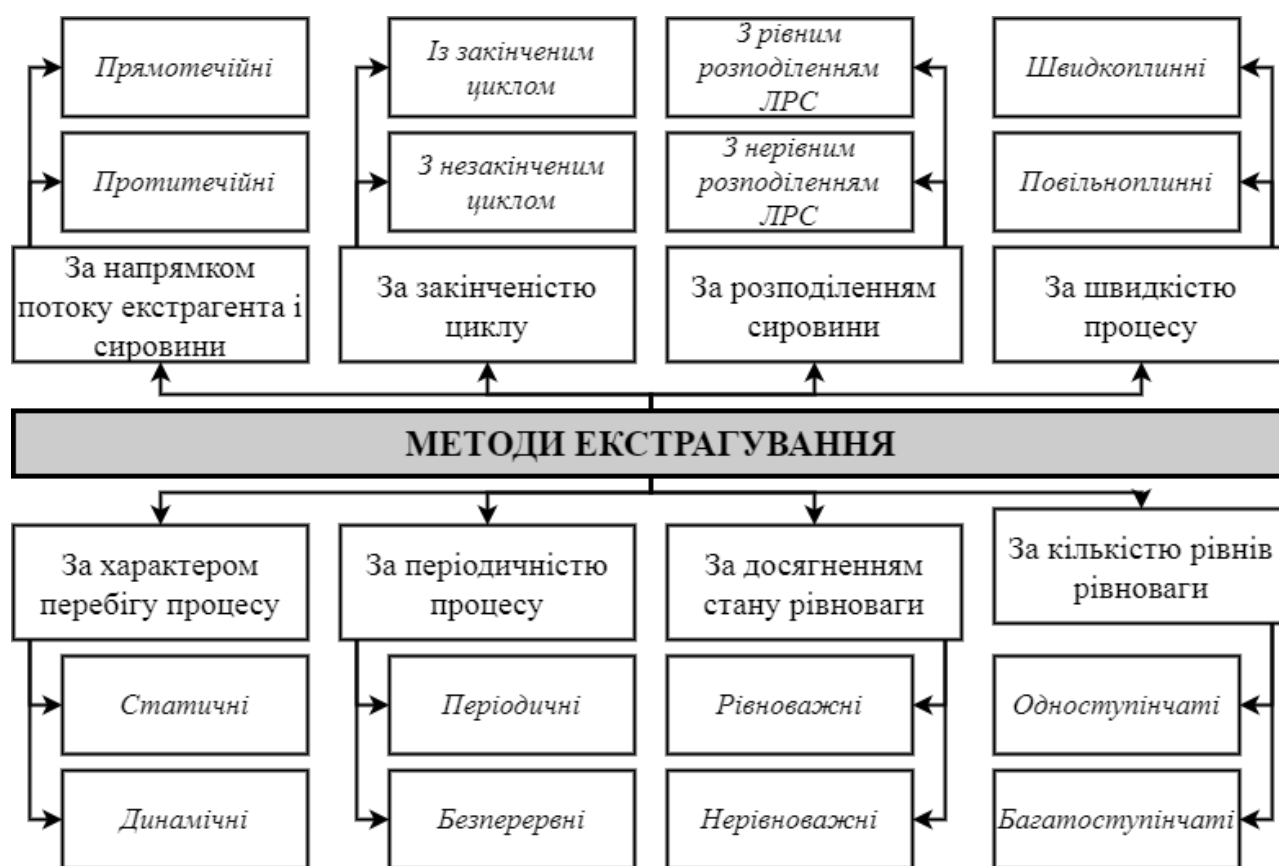 Прямотечійні
Протитечійні
За напрямком
потоку екстрагента і
сировини
Із закінченим
циклом
З незакінченим
циклом
За закінченістю
циклу
З рівним
розподіленням
ЛРС
З нерівним
розподіленням
ЛРС
За розподіленням
сировини
Швидкоплинні
Повільноплинні
За швидкістю
процесу
МЕТОДИ ЕКСТРАГУВАННЯ
За характером
перебігу процесу
Статичні
Динамічні
За періодичністю
процесу
Періодичні
Безперервні
За досягненням
стану рівноваги
Рівноважні
Нерівноважні
За кількістю рівнів
рівноваги
Одноступінчаті
Багатоступінчаті